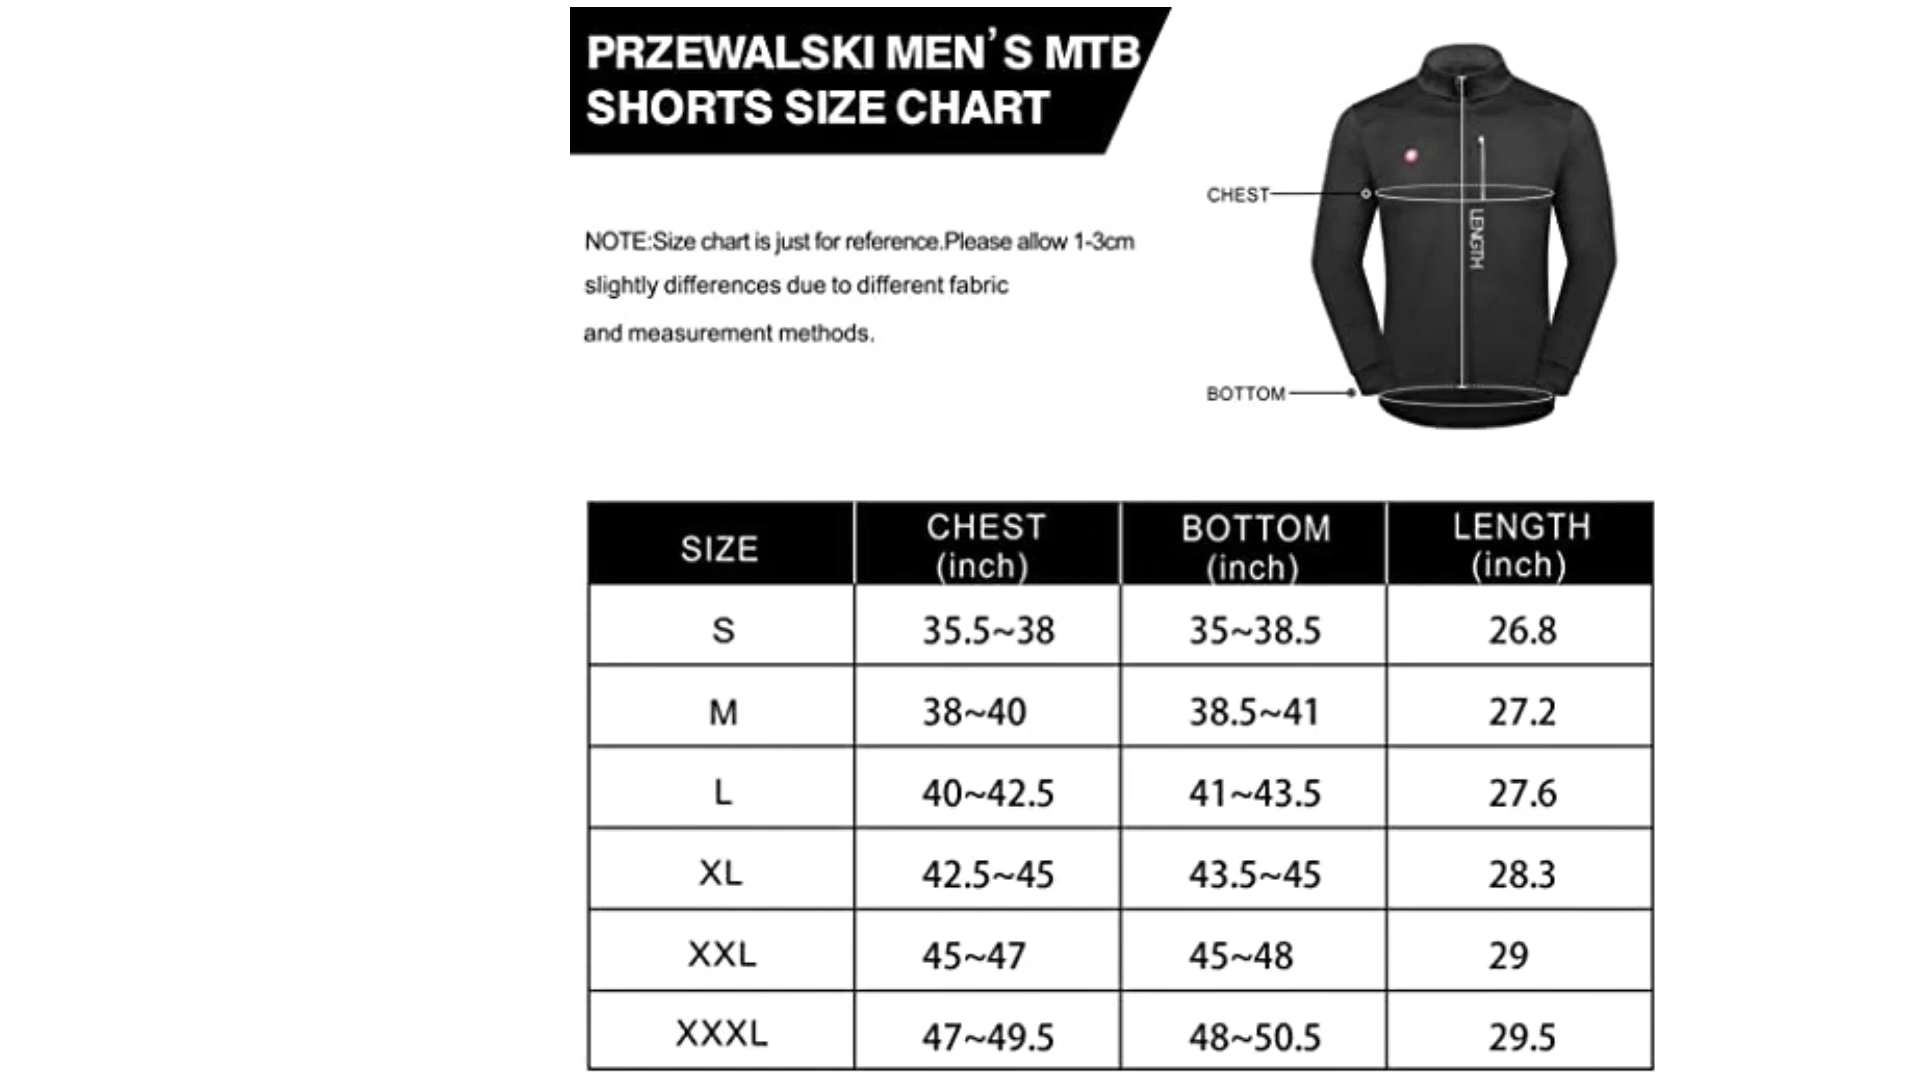 PRZEWALSKI MEN’S MTB
SHORTS SIZE CHART
NOTE:Size chart is just for reference.Please allow 1-3cm
slightly differences due to different fabric
and measurement methods.
CHEST
LENGTH
BOTTOM
SIZE CHEST (inch) BOTTOM (inch) LENGTH (inch)
S 35.5~38 35~38.5 26.8
M 38~40 38.5~41 27.2
L 40~42.5 41~43.5 27.6
XL 42.5~45 43.5~45 28.3
XXL 45~47 45~48 29
XXXL 47~49.5 48~50.5 29.5